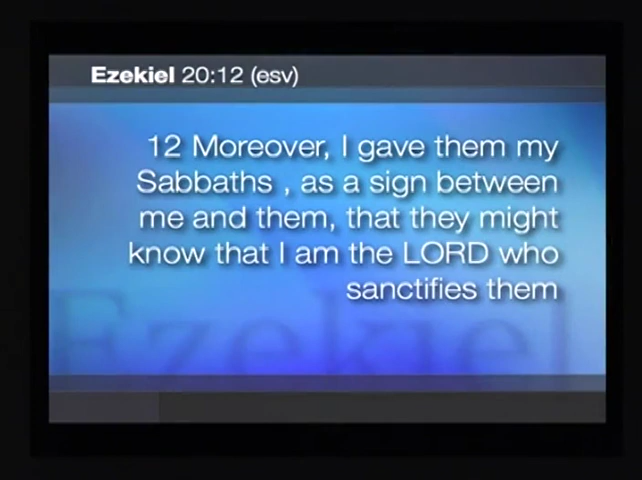 Ezekiel 20:12 (esv)
12 Moreover, I gave them my
Sabbaths , as a sign between
me and them, that they might
know that I am the LORD who
sanctifies them
Ezekiel